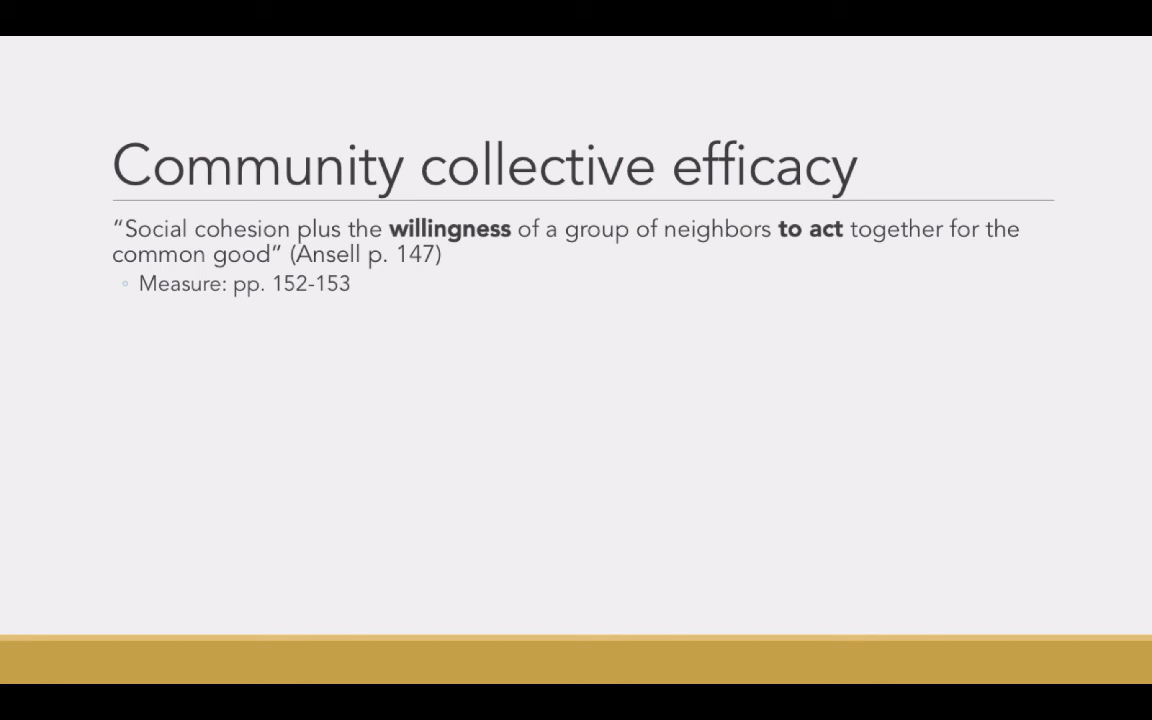 Community collective efficacy
“Social cohesion plus the willingness of a group of neighbors to act together for the
common good” (Ansell p. 147)
◦ Measure: pp. 152-153